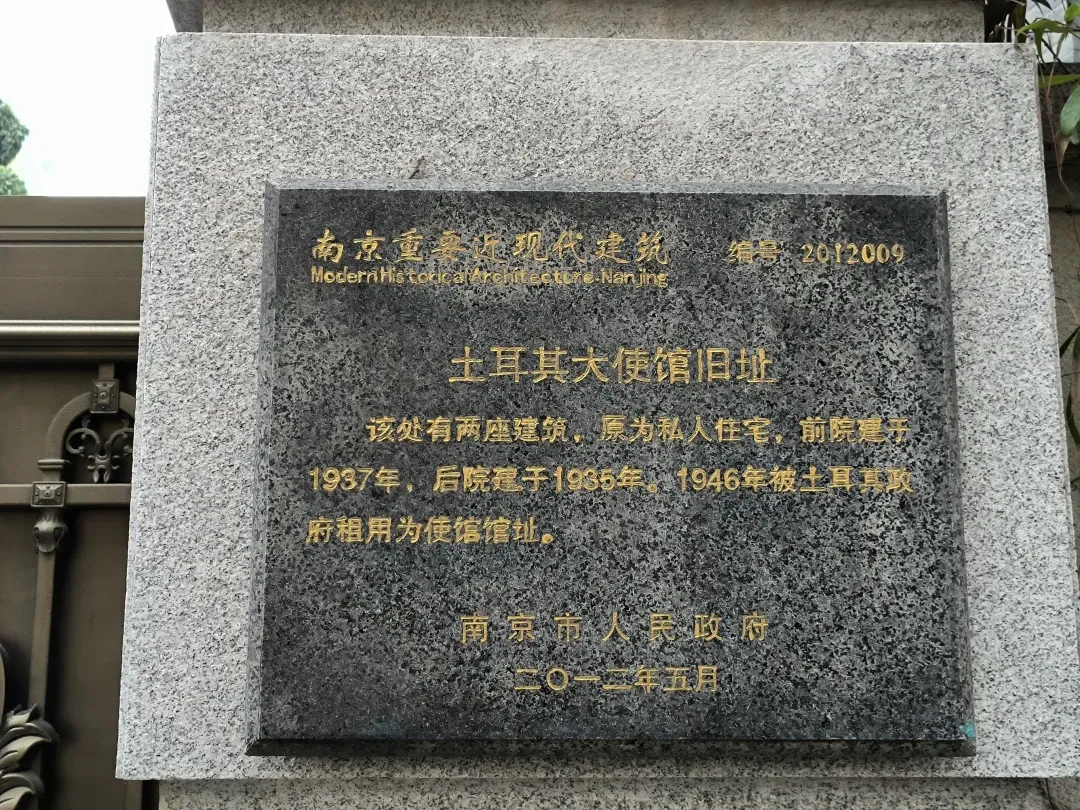 南京重要近现代建筑 编号 2012009
Modern Historical Architecture·Nanjing
土耳其大使馆旧址
该处有两座建筑，原为私人住宅，前院建于
1937年，后院建于1935年。1946年被土耳其政
府租用为使馆馆址。
南京市人民政府
二〇一二年五月